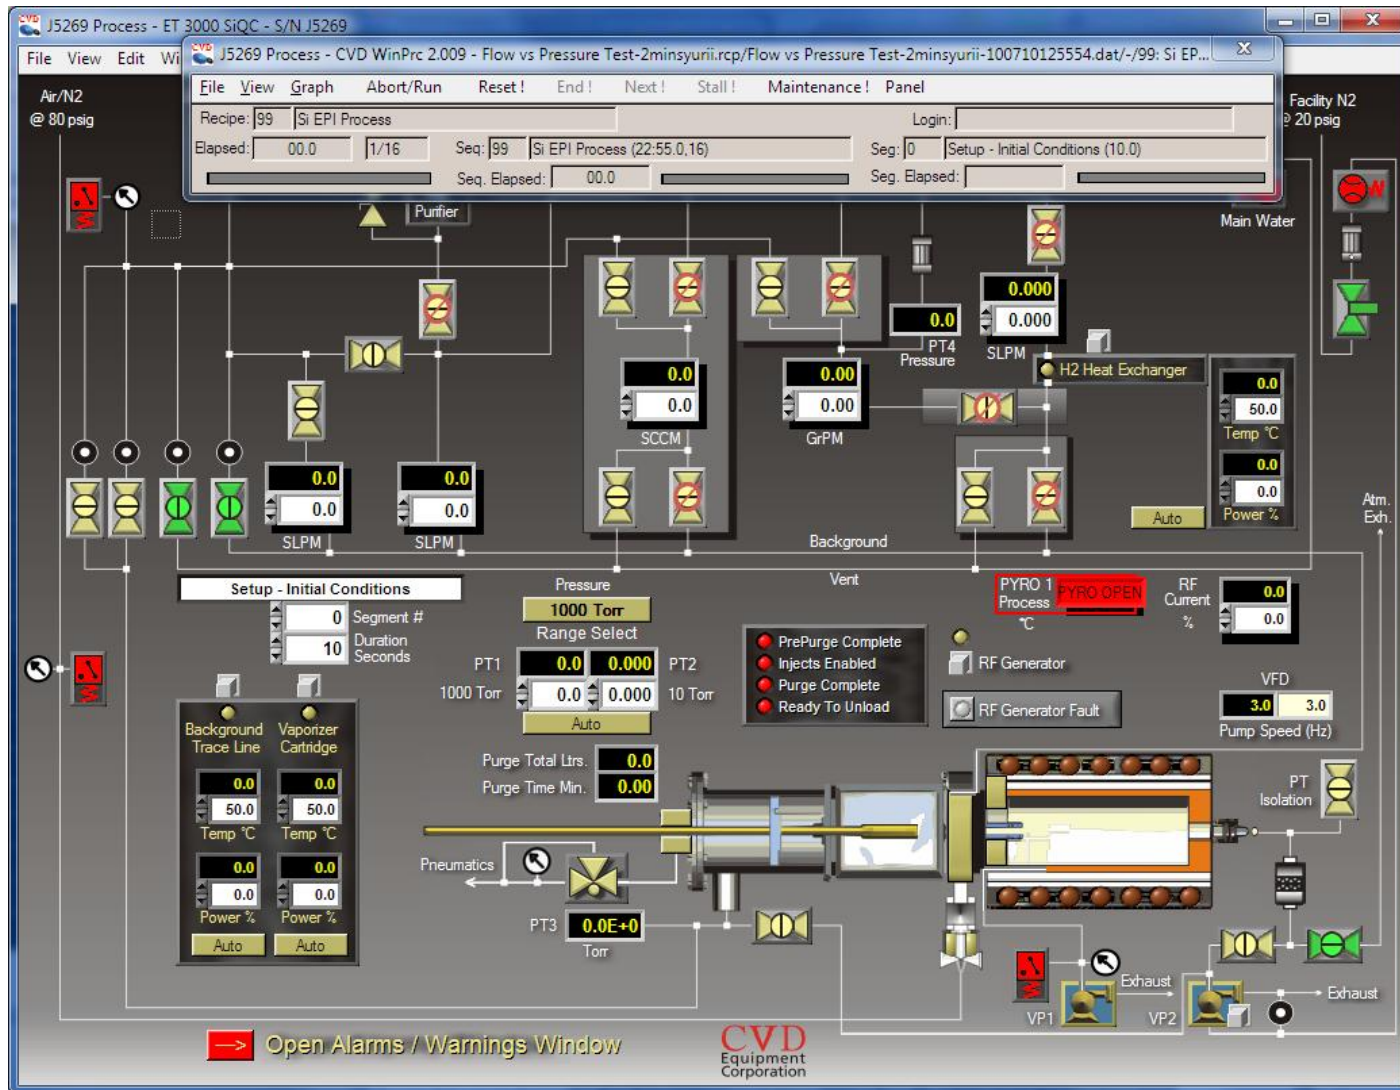 J5269 Process - ET 3000 SiQC - S/N J5269
File View Edit Wi
J5269 Process - CVD WinPrc 2.009 - Flow vs Pressure Test-2minsyurii.rcp/Flow vs Pressure Test-2minsyurii-100710125554.dat/-/99: Si EP...
File View Graph Abort/Run Reset ! End ! Next ! Stall ! Maintenance ! Panel
Recipe: 99 Si EPI Process Login:
Elapsed: 00.0 1/16 Seq: 99 Si EPI Process (22:55.0,16) Seg: 0 Setup - Initial Conditions (10.0)
Seq. Elapsed: 00.0 Seg. Elapsed:
Air/N2
@ 80 psig
Facility N2
@ 20 psig
Purifier
Main Water
0.0
PT4
Pressure
0.000
0.000
SLPM
H2 Heat Exchanger
0.0
50.0
Temp °C
0.0
0.0
Power %
Auto
0.0
0.0
SCCM
0.00
0.00
GrPM
0.0
0.0
SLPM
0.0
0.0
SLPM
Atm.
Exh.
Background
Vent
Setup - Initial Conditions
0 Segment #
10 Duration
Seconds
Pressure
1000 Torr
Range Select
PT1 0.0 0.000 PT2
1000 Torr 0.0 0.000 10 Torr
Auto
Purge Total Ltrs. 0.0
Purge Time Min. 0.00
PrePurge Complete
Injects Enabled
Purge Complete
Ready To Unload
PYRO 1
Process
PYRO OPEN
°C
RF
Current
%
0.0
0.0
RF Generator
RF Generator Fault
VFD
3.0 3.0
Pump Speed (Hz)
Background
Trace Line
Vaporizer
Cartridge
0.0 0.0
50.0 50.0
Temp °C Temp °C
0.0 0.0
0.0 0.0
Power % Power %
Auto Auto
PT
Isolation
Pneumatics
PT3 0.0E+0
Torr
VP1
Exhaust
VP2
Exhaust
Open Alarms / Warnings Window
CVD
Equipment
Corporation